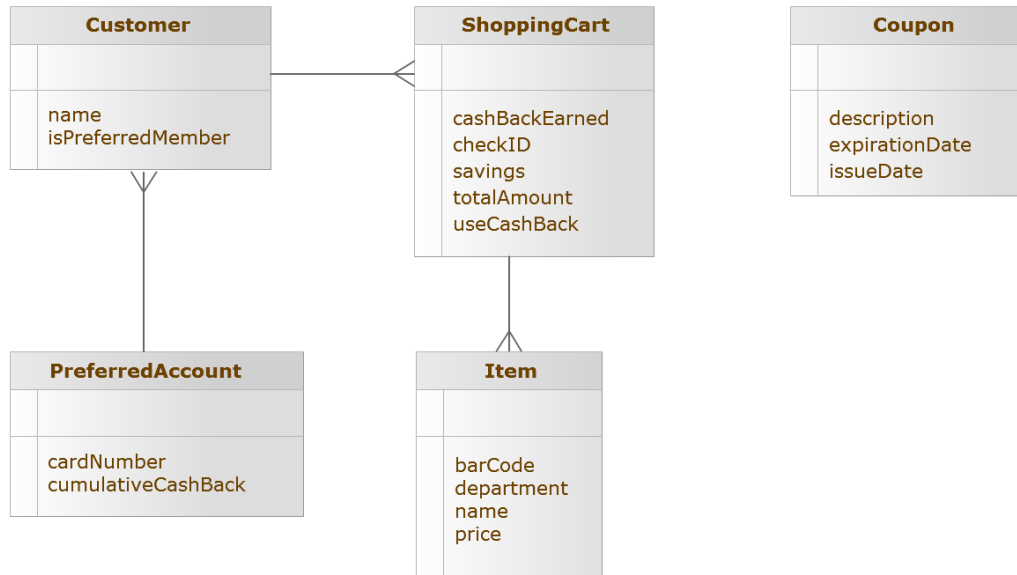 Customer
name
isPreferredMember
ShoppingCart
cashBackEarned
checkID
savings
totalAmount
useCashBack
Coupon
description
expirationDate
issueDate
PreferredAccount
cardNumber
cumulativeCashBack
Item
barCode
department
name
price